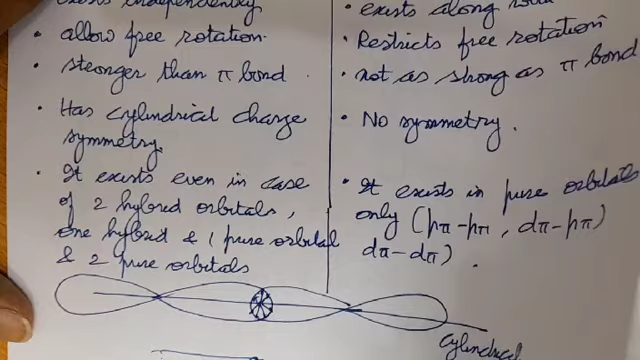 exists independently
• allow free rotation.
• stronger than π bond
• Has cylindrical charge
symmetry.
• It exists even in case
of 2 hybrid orbitals,
one hybrid & 1 pure orbital
& 2 pure orbitals
• exists along
• Restricts free rotation
• not as strong as π bond
• No symmetry.
• It exists in pure orbitals
only (pπ-pπ, dπ-pπ)
dπ-dπ).
Cylindrical